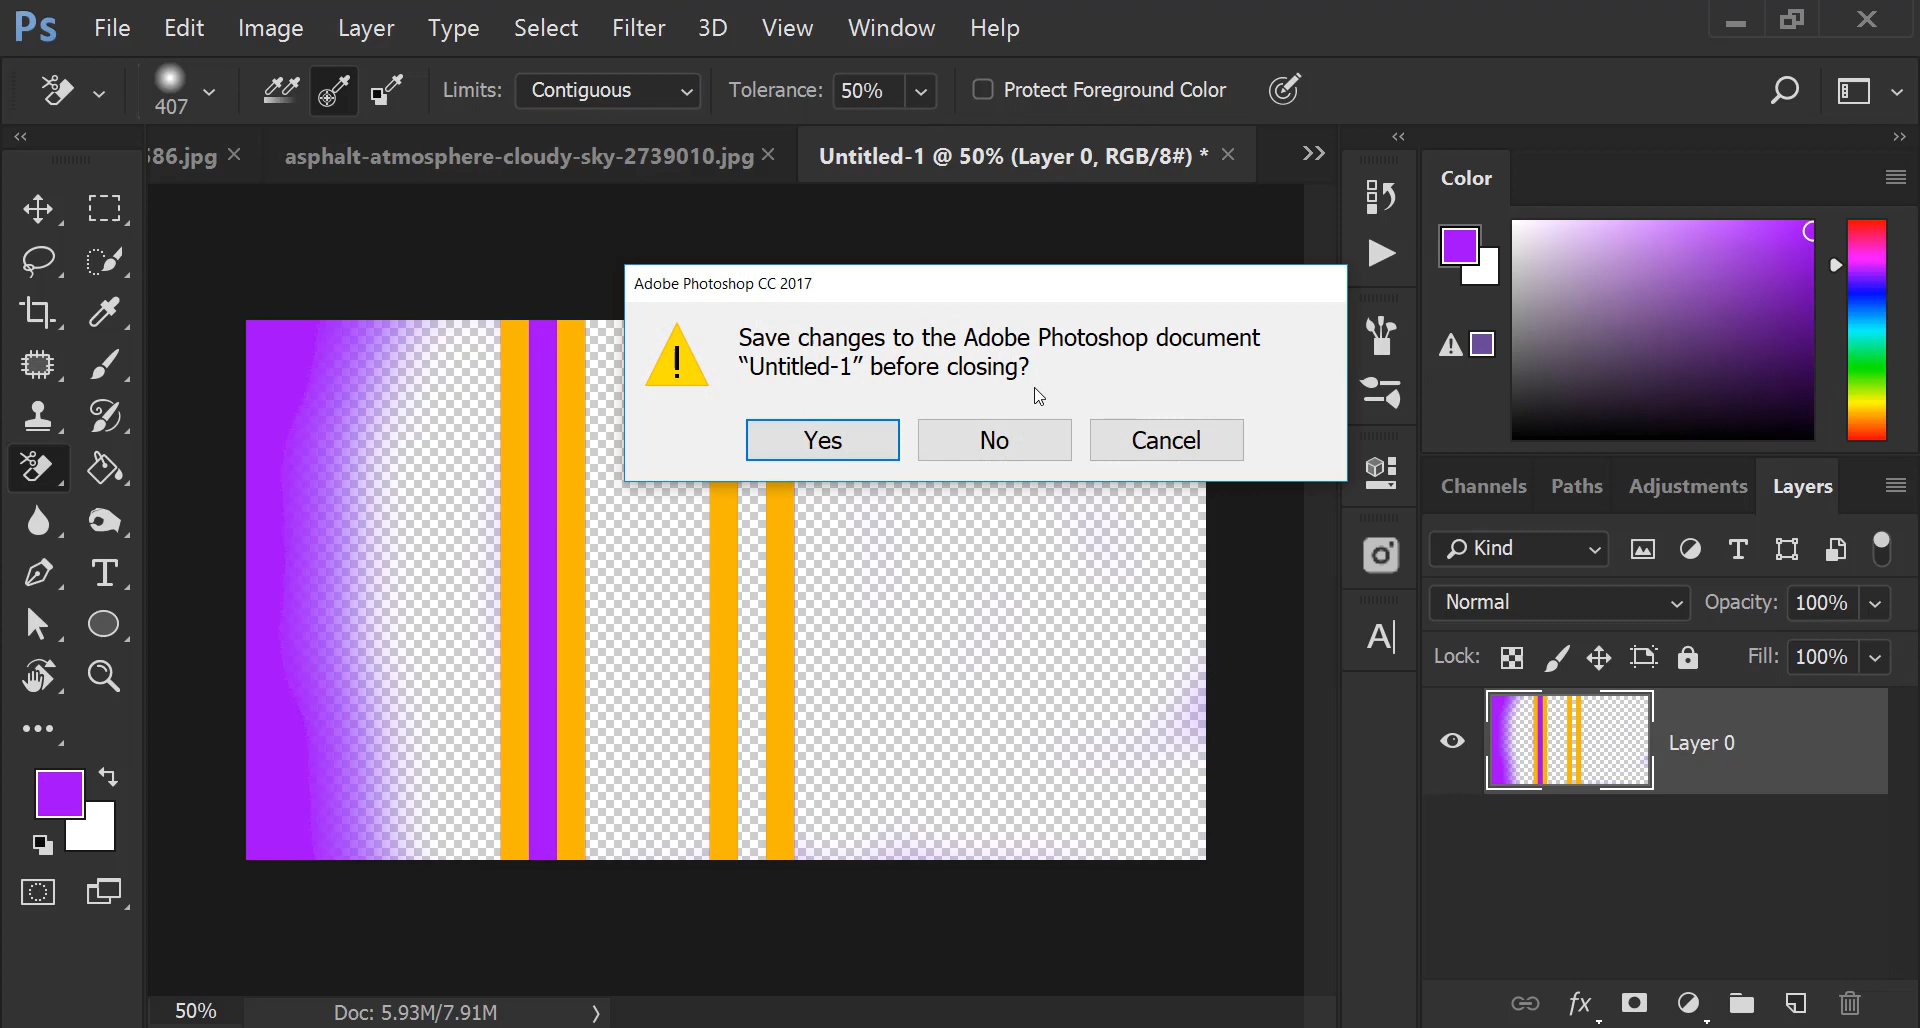 Ps File Edit Image Layer Type Select Filter 3D View Window Help
407 Limits: Contiguous Tolerance: 50% Protect Foreground Color
586.jpg asphalt-atmosphere-cloudy-sky-2739010.jpg Untitled-1 @ 50% (Layer 0, RGB/8#) *
Color
Adobe Photoshop CC 2017
Save changes to the Adobe Photoshop document
“Untitled-1” before closing?
Yes No Cancel
Channels Paths Adjustments Layers
Kind
Normal Opacity: 100%
Lock: Fill: 100%
Layer 0
50% Doc: 5.93M/7.91M
fx